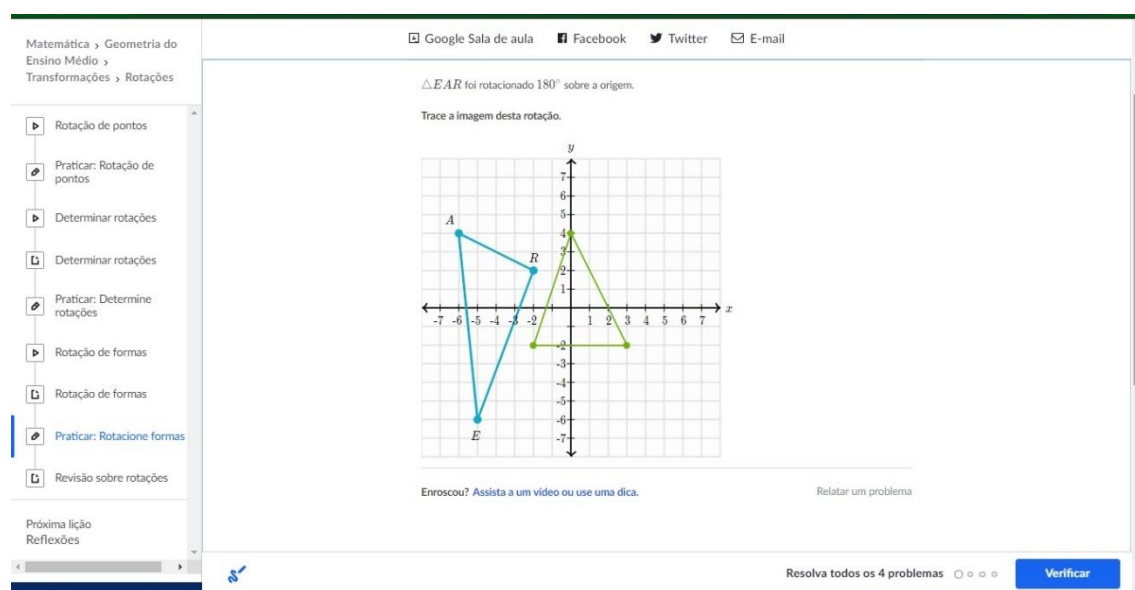 Matemática > Geometria do
Ensino Médio >
Transformações > Rotações
Rotação de pontos
Praticar: Rotação de
pontos
Determinar rotações
Determinar rotações
Praticar: Determine
rotações
Rotação de formas
Rotação de formas
Praticar: Rotacione formas
Revisão sobre rotações
Próxima lição
Reflexões
Google Sala de aula Facebook Twitter E-mail
△EAR foi rotacionado 180° sobre a origem.
Trace a imagem desta rotação.
y
7
6
5
A
4
3
R
2
1
x
-7 -6 -5 -4 -3 -2 1 2 3 4 5 6 7
-2
-3
-4
-5
-6
E
-7
Enroscou? Assista a um vídeo ou use uma dica. Relatar um problema
Resolva todos os 4 problemas Verificar